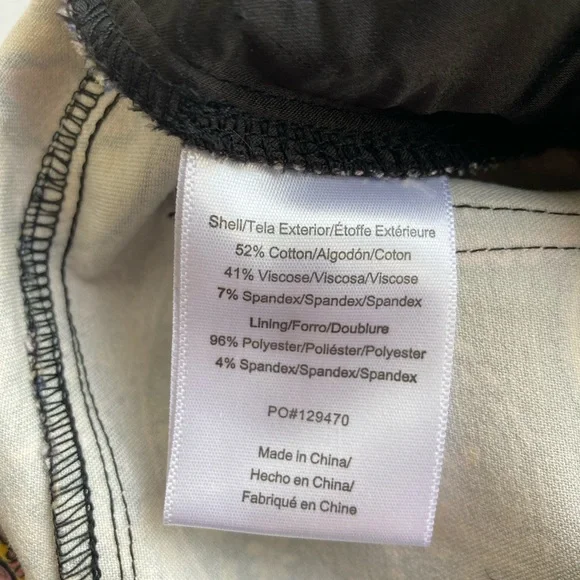 Shell/Tela Exterior/Étoffe Extérieure
52% Cotton/Algodón/Coton
41% Viscose/Viscosa/Viscose
7% Spandex/Spandex/Spandex
Lining/Forro/Doublure
96% Polyester/Poliéster/Polyester
4% Spandex/Spandex/Spandex
PO#129470
Made in China/
Hecho en China/
Fabriqué en Chine